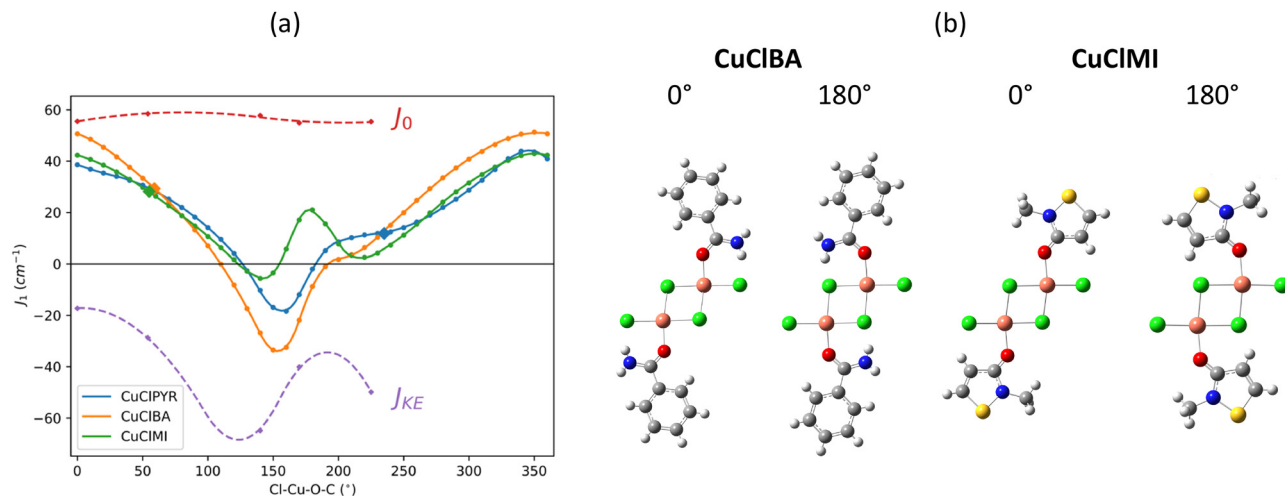 (a)
60
40
20
0
−20
−40
−60
J₁ (cm⁻¹)
J₀
J_KE
CuClPYR
CuClBA
CuClMI
0 50 100 150 200 250 300 350
Cl-Cu-O-C (°)
(b)
CuClBA CuClMI
0° 180° 0° 180°